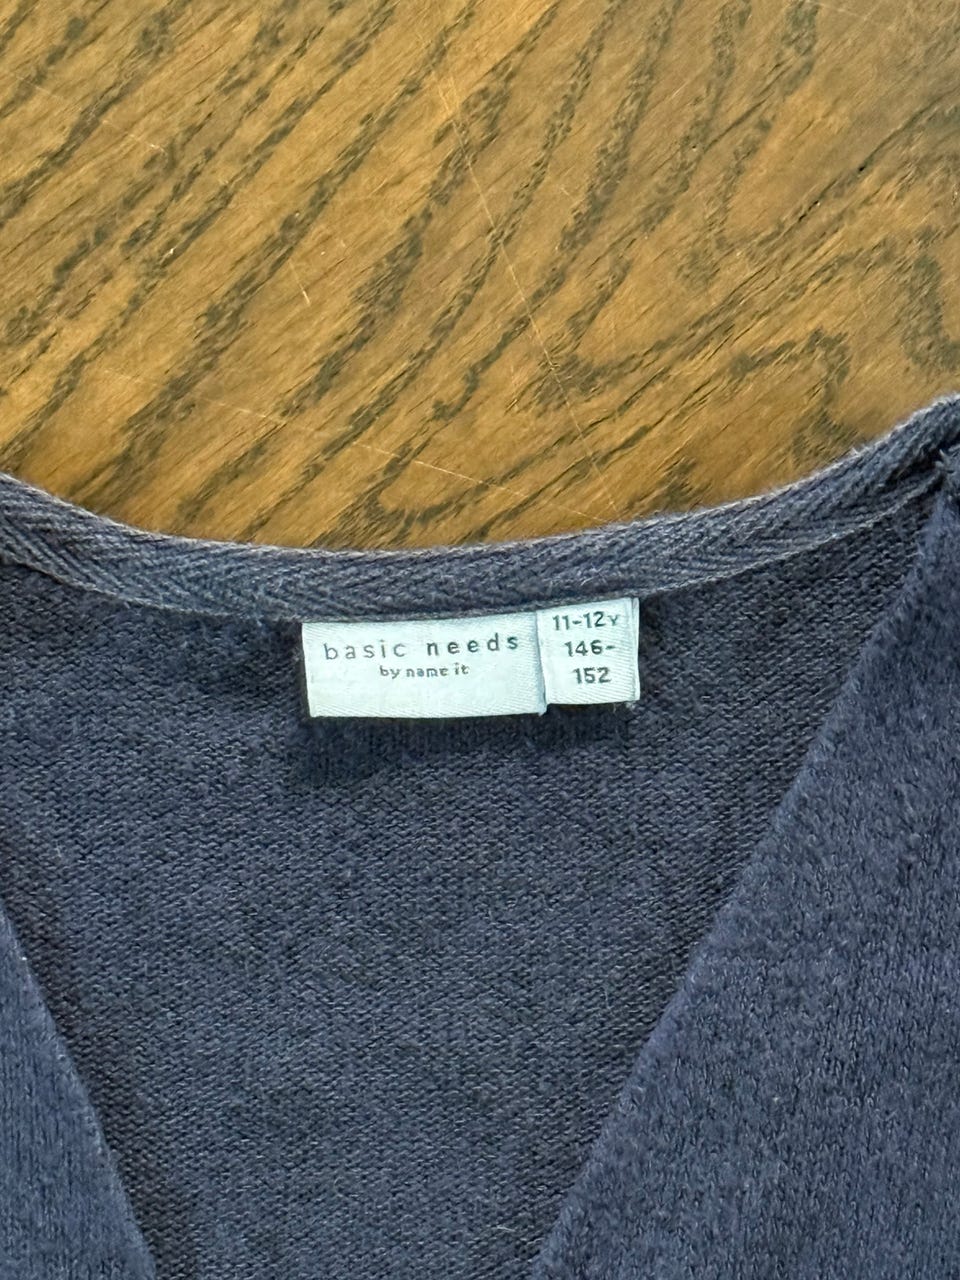 basic needs
by name it
11-12Y
146-
152